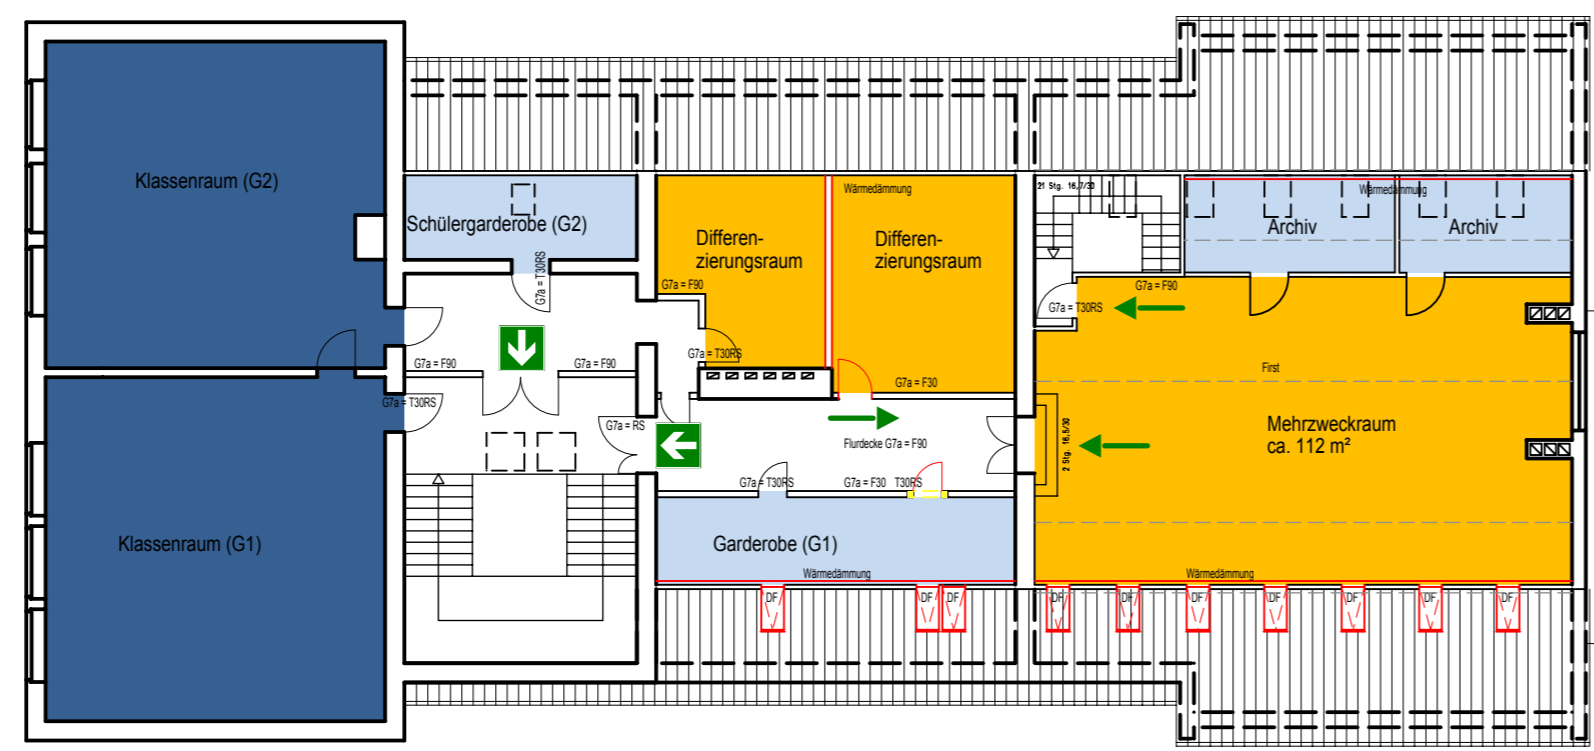 Klassenraum (G2)
Schülergarderobe (G2)
G7a = T30RS
Differen-
zierungsraum
G7a = F90
G7a = T30RS
Wärmedämmung
Differen-
zierungsraum
G7a = F30
21 Stg. 16,7/30
G7a = T30RS
G7a = F90
Wärmedämmung
Archiv
Archiv
First
Mehrzweckraum
ca. 112 m²
2 Stg. 16,5/30
G7a = F90
G7a = F90
G7a = T30RS
G7a = RS
Flurdecke G7a = F90
G7a = T30RS
G7a = F30
T30RS
Klassenraum (G1)
Garderobe (G1)
Wärmedämmung
Wärmedämmung
DF
DF
DF
DF
DF
DF
DF
DF
DF
DF